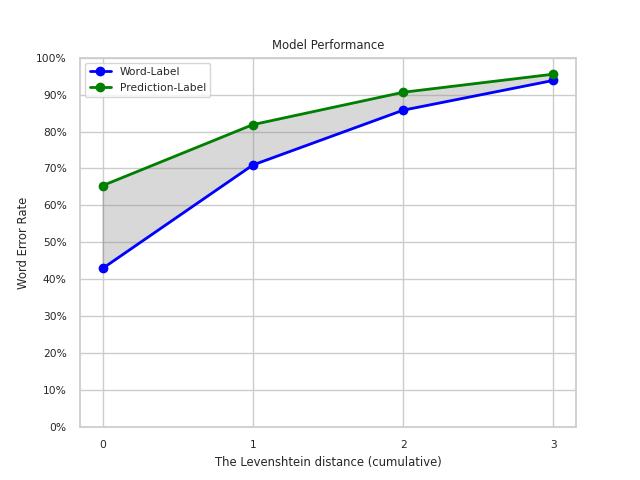 Model Performance
100%
90%
80%
70%
60%
50%
40%
30%
20%
10%
0%
Word Error Rate
Word-Label
Prediction-Label
0 1 2 3
The Levenshtein distance (cumulative)